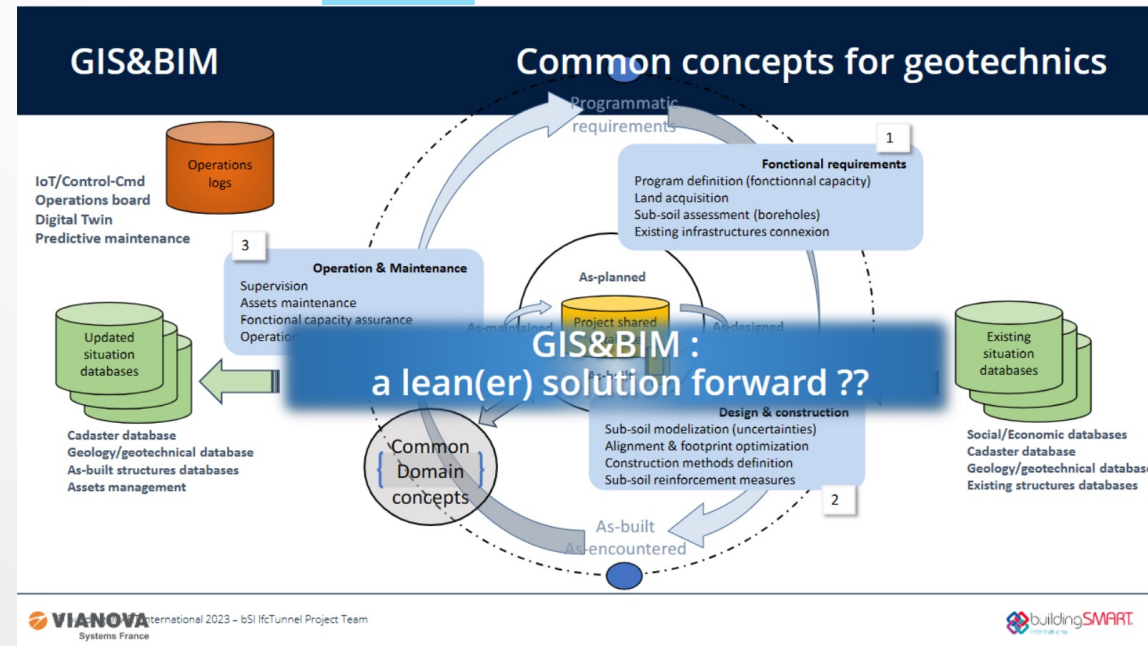 GIS&BIM
Common concepts for geotechnics
Programmatic
requirements
Operations
logs
IoT/Control-Cmd
Operations board
Digital Twin
Predictive maintenance
1
Fonctional requirements
Program definition (fonctionnal capacity)
Land acquisition
Sub-soil assessment (boreholes)
Existing infrastructures connexion
3
Operation & Maintenance
Supervision
Assets maintenance
Fonctional capacity assurance
Operation
As-planned
As-maintained
Project shared
As-designed
GIS&BIM :
a lean(er) solution forward ??
Updated
situation
databases
Existing
situation
databases
Cadaster database
Geology/geotechnical database
As-built structures databases
Assets management
Common
Domain
concepts
Design & construction
Sub-soil modelization (uncertainties)
Alignment & footprint optimization
Construction methods definition
Sub-soil reinforcement measures
2
Social/Economic databases
Cadaster database
Geology/geotechnical database
Existing structures databases
As-built
As-encountered
VIANOVA
Systems France
International 2023 – bSI IfcTunnel Project Team
buildingSMART
International